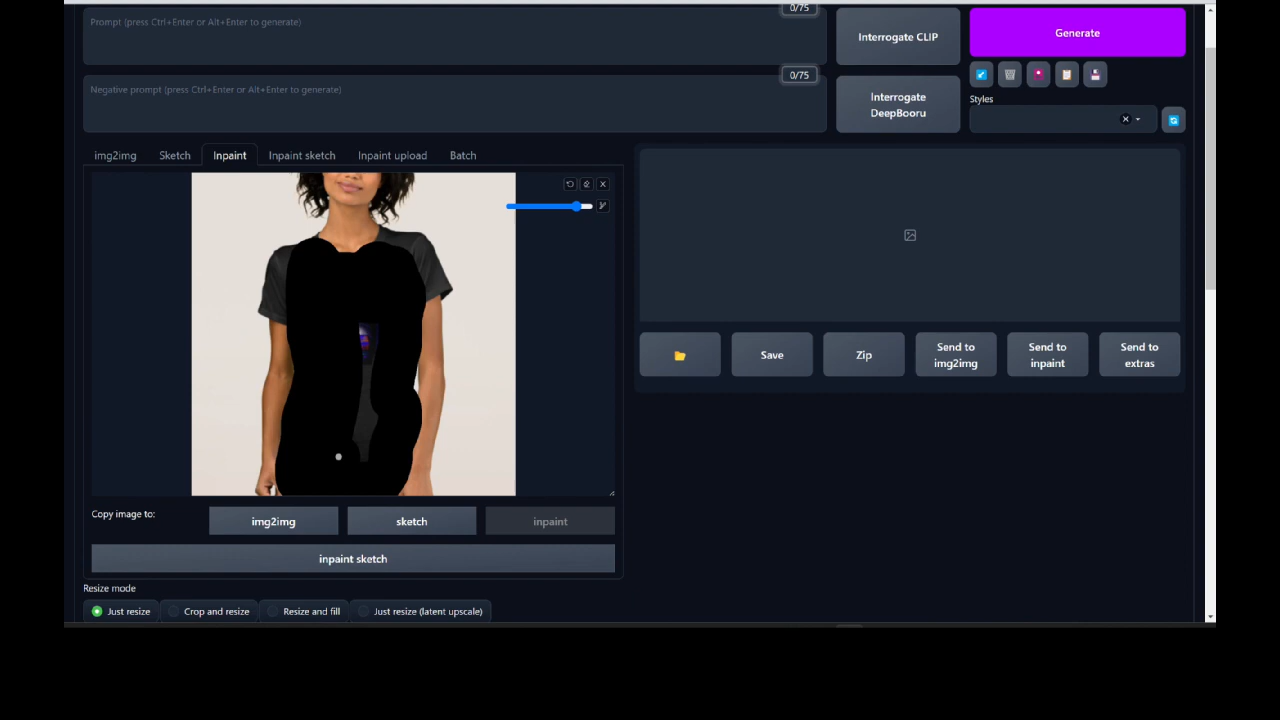 0/75
Prompt (press Ctrl+Enter or Alt+Enter to generate)
Interrogate CLIP
Generate
0/75
Negative prompt (press Ctrl+Enter or Alt+Enter to generate)
Interrogate
DeepBooru
Styles
img2img
Sketch
Inpaint
Inpaint sketch
Inpaint upload
Batch
Save
Zip
Send to
img2img
Send to
inpaint
Send to
extras
Copy image to:
img2img
sketch
inpaint
inpaint sketch
Resize mode
Just resize
Crop and resize
Resize and fill
Just resize (latent upscale)